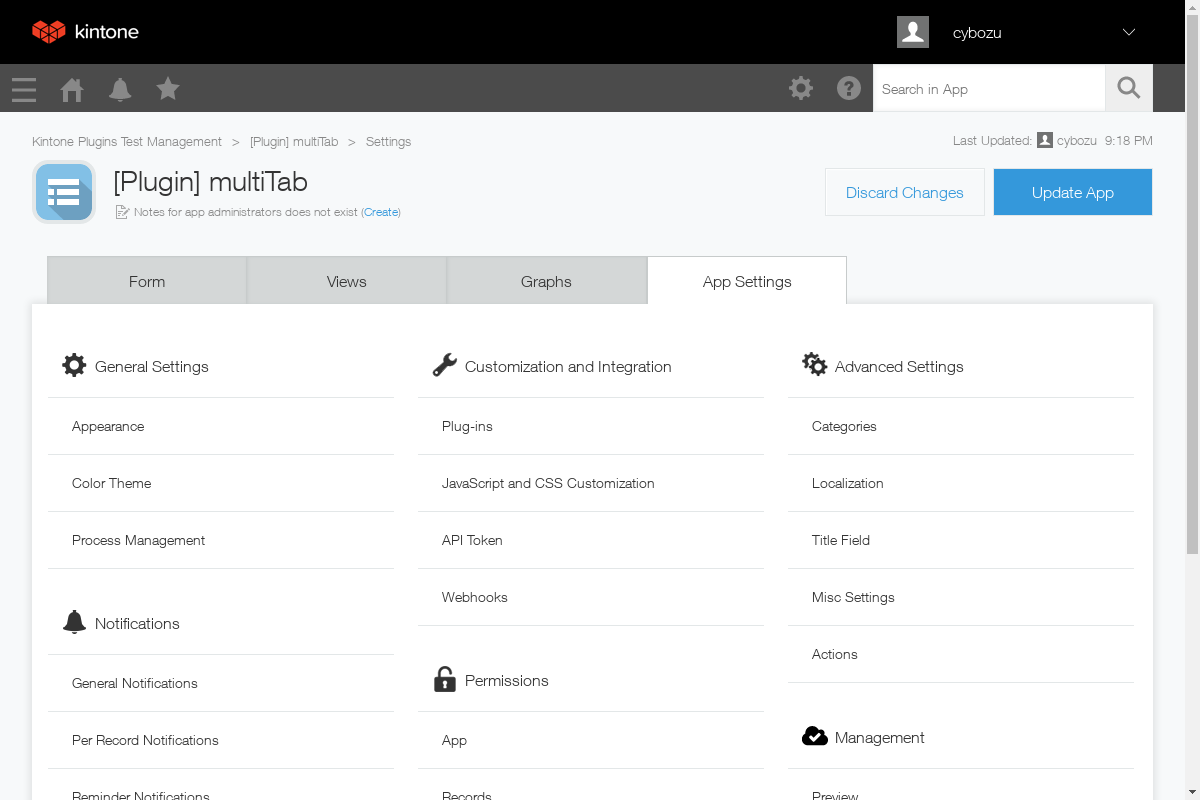 kintone
cybozu
Search in App
Kintone Plugins Test Management > [Plugin] multiTab > Settings
Last Updated: cybozu 9:18 PM
[Plugin] multiTab
Notes for app administrators does not exist (Create)
Discard Changes
Update App
Form
Views
Graphs
App Settings
General Settings
Appearance
Color Theme
Process Management
Notifications
General Notifications
Per Record Notifications
Reminder Notifications
Customization and Integration
Plug-ins
JavaScript and CSS Customization
API Token
Webhooks
Permissions
App
Records
Advanced Settings
Categories
Localization
Title Field
Misc Settings
Actions
Management
Preview